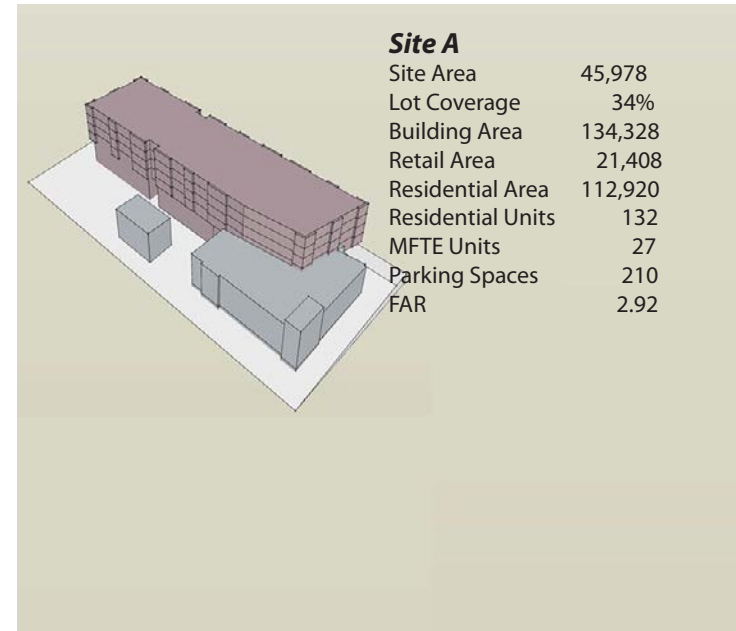 Site A
Site Area 45,978
Lot Coverage 34%
Building Area 134,328
Retail Area 21,408
Residential Area 112,920
Residential Units 132
MFTE Units 27
Parking Spaces 210
FAR 2.92